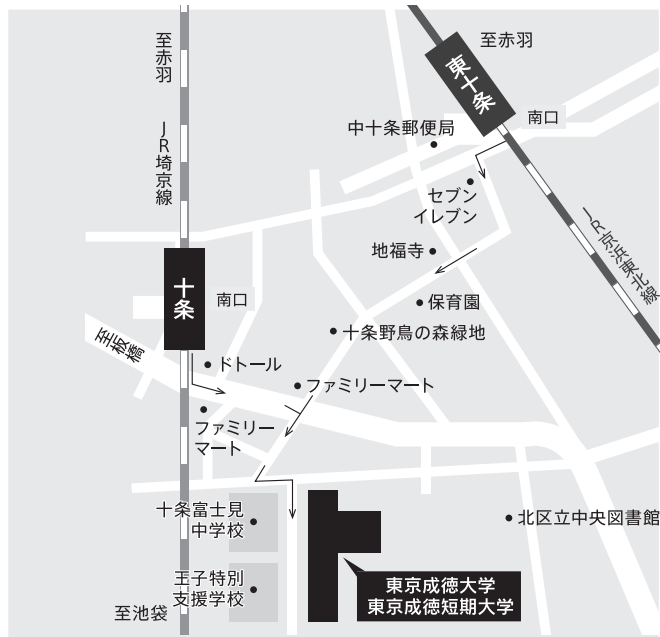 至赤羽
JR埼京線
至赤羽
東十条
南口
中十条郵便局
セブン
イレブン
JR京浜東北線
地福寺
十条
南口
保育園
十条野鳥の森緑地
至板橋
ドトール
ファミリーマート
ファミリー
マート
十条富士見
中学校
北区立中央図書館
王子特別
支援学校
東京成徳大学
東京成徳短期大学
至池袋